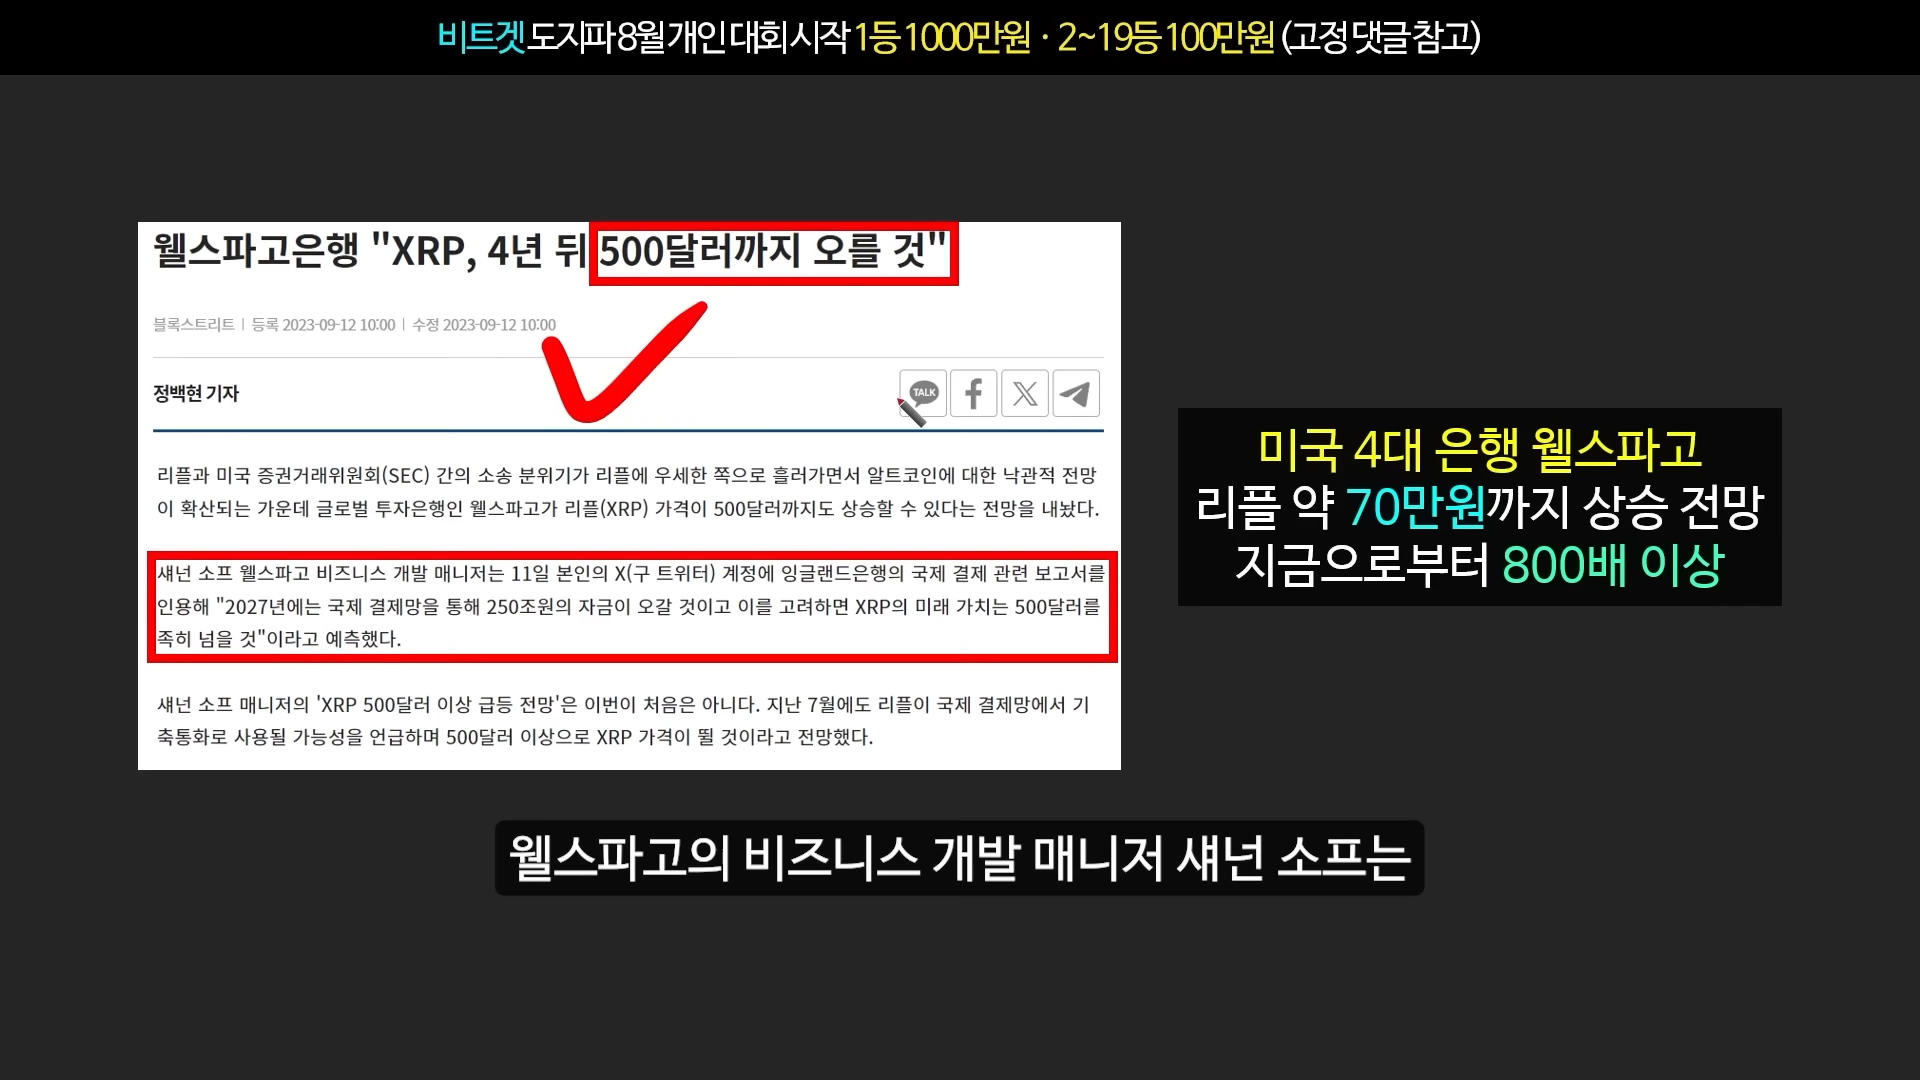 비트겟 도지파 8월 개인 대회 시작 1등 1000만원 · 2~19등 100만원 (고정 댓글 참고)
웰스파고은행 "XRP, 4년 뒤 500달러까지 오를 것"
블록스트리트 | 등록 2023-09-12 10:00 | 수정 2023-09-12 10:00
정백현 기자
TALK
리플과 미국 증권거래위원회(SEC) 간의 소송 분위기가 리플에 우세한 쪽으로 흘러가면서 알트코인에 대한 낙관적 전망
이 확산되는 가운데 글로벌 투자은행인 웰스파고가 리플(XRP) 가격이 500달러까지도 상승할 수 있다는 전망을 내놨다.
섀넌 소프 웰스파고 비즈니스 개발 매니저는 11일 본인의 X(구 트위터) 계정에 잉글랜드은행의 국제 결제 관련 보고서를
인용해 "2027년에는 국제 결제망을 통해 250조원의 자금이 오갈 것이고 이를 고려하면 XRP의 미래 가치는 500달러를
족히 넘을 것"이라고 예측했다.
섀넌 소프 매니저의 'XRP 500달러 이상 급등 전망'은 이번이 처음은 아니다. 지난 7월에도 리플이 국제 결제망에서 기
축통화로 사용될 가능성을 언급하며 500달러 이상으로 XRP 가격이 뛸 것이라고 전망했다.
미국 4대 은행 웰스파고
리플 약 70만원까지 상승 전망
지금으로부터 800배 이상
웰스파고의 비즈니스 개발 매니저 섀넌 소프는